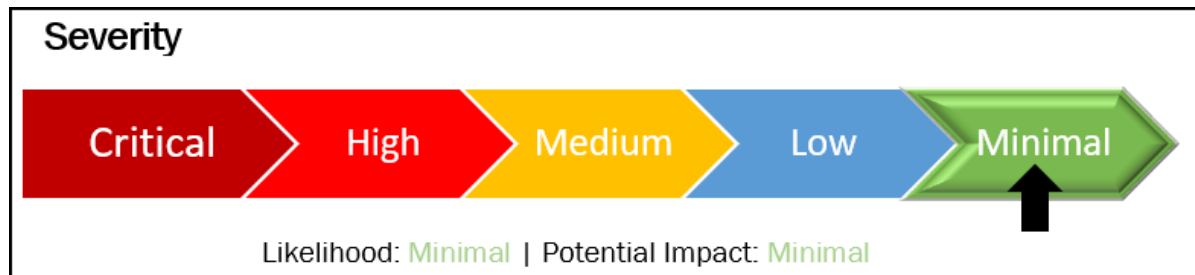 Severity
Critical High Medium Low Minimal
Likelihood: Minimal | Potential Impact: Minimal